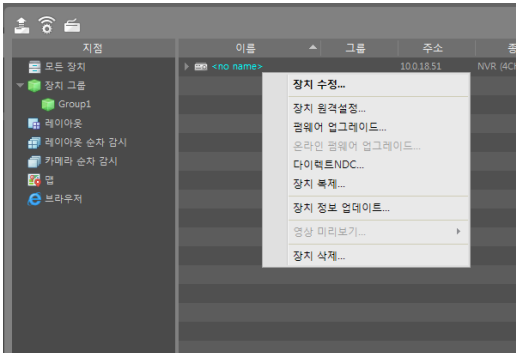 지점
이름
그룹
주소
종
모든 장치
장치 그룹
Group1
레이아웃
레이아웃 순차 감시
카메라 순차 감시
맵
브라우저
<no name>
10.0.18.51
NVR (4CH
장치 수정...
장치 원격설정...
펌웨어 업그레이드...
온라인 펌웨어 업그레이드...
다이렉트NDC...
장치 복제...
장치 정보 업데이트...
영상 미리보기...
장치 삭제...